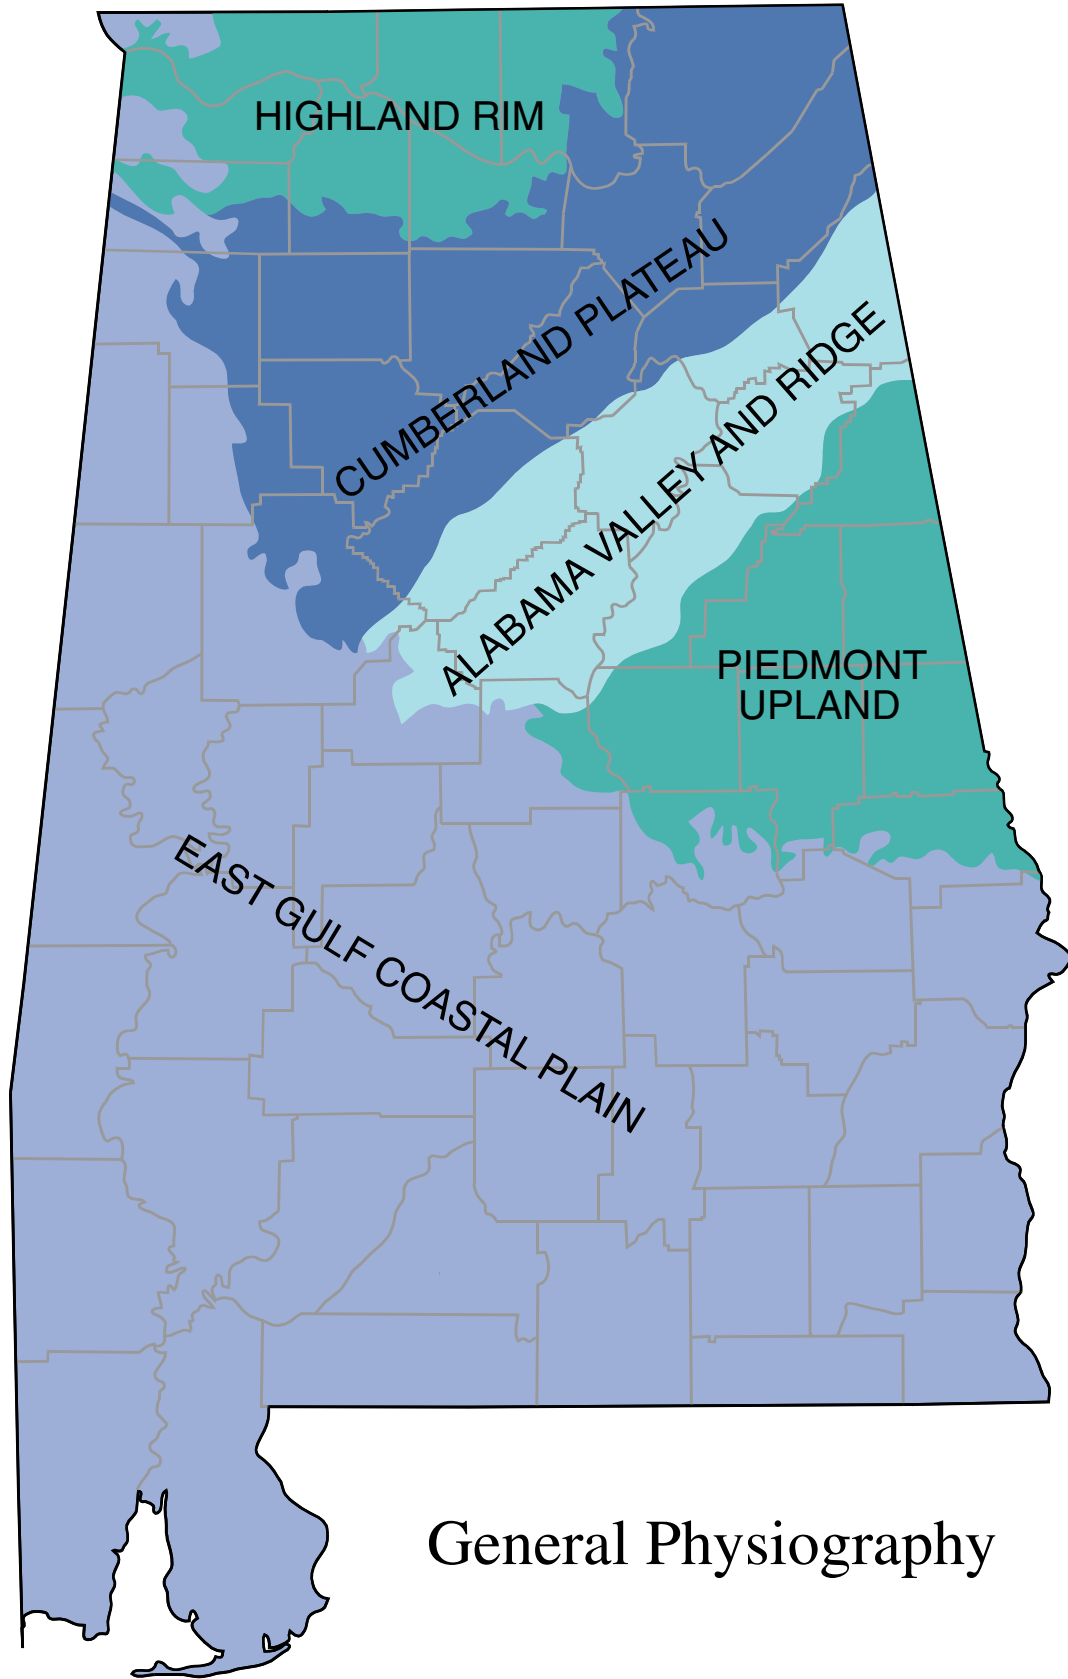 HIGHLAND RIM
CUMBERLAND PLATEAU
ALABAMA VALLEY AND RIDGE
PIEDMONT
UPLAND
EAST GULF COASTAL PLAIN
General Physiography